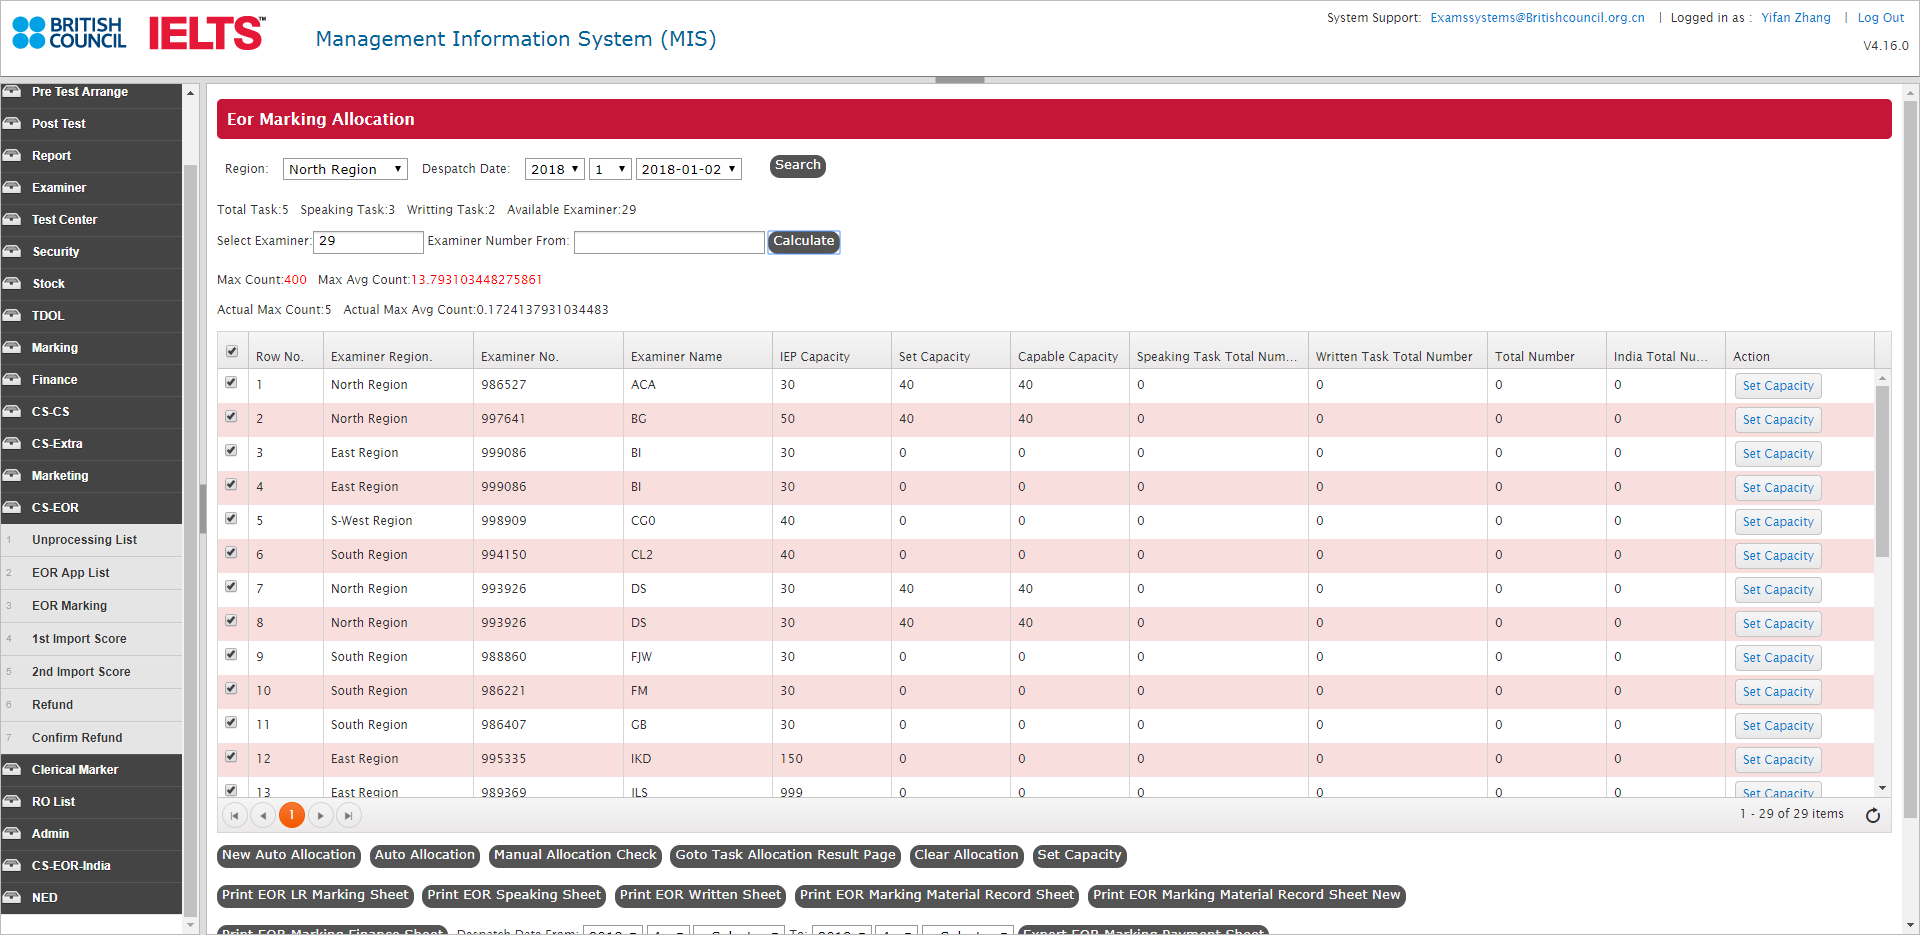 BRITISH COUNCIL IELTS™ Management Information System (MIS)
System Support: Examssystems@Britishcouncil.org.cn | Logged in as : Yifan Zhang | Log Out
V4.16.0
Pre Test Arrange
Post Test
Report
Examiner
Test Center
Security
Stock
TDOL
Marking
Finance
CS-CS
CS-Extra
Marketing
CS-EOR
1 Unprocessing List
2 EOR App List
3 EOR Marking
4 1st Import Score
5 2nd Import Score
6 Refund
7 Confirm Refund
Clerical Marker
RO List
Admin
CS-EOR-India
NED
Eor Marking Allocation
Region: North Region Despatch Date: 2018 1 2018-01-02 Search
Total Task:5 Speaking Task:3 Writting Task:2 Available Examiner:29
Select Examiner: 29 Examiner Number From: Calculate
Max Count:400 Max Avg Count:13.793103448275861
Actual Max Count:5 Actual Max Avg Count:0.1724137931034483
Row No. Examiner Region. Examiner No. Examiner Name IEP Capacity Set Capacity Capable Capacity Speaking Task Total Num... Written Task Total Number Total Number India Total Nu... Action
1 North Region 986527 ACA 30 40 40 0 0 0 0 Set Capacity
2 North Region 997641 BG 50 40 40 0 0 0 0 Set Capacity
3 East Region 999086 BI 30 0 0 0 0 0 0 Set Capacity
4 East Region 999086 BI 30 0 0 0 0 0 0 Set Capacity
5 S-West Region 998909 CG0 40 0 0 0 0 0 0 Set Capacity
6 South Region 994150 CL2 40 0 0 0 0 0 0 Set Capacity
7 North Region 993926 DS 30 40 40 0 0 0 0 Set Capacity
8 North Region 993926 DS 30 40 40 0 0 0 0 Set Capacity
9 South Region 988860 FJW 30 0 0 0 0 0 0 Set Capacity
10 South Region 986221 FM 30 0 0 0 0 0 0 Set Capacity
11 South Region 986407 GB 30 0 0 0 0 0 0 Set Capacity
12 East Region 995335 IKD 150 0 0 0 0 0 0 Set Capacity
13 East Region 989369 ILS 999 0 0 0 0 0 0 Set Capacity
1 1 - 29 of 29 items
New Auto Allocation Auto Allocation Manual Allocation Check Goto Task Allocation Result Page Clear Allocation Set Capacity
Print EOR LR Marking Sheet Print EOR Speaking Sheet Print EOR Written Sheet Print EOR Marking Material Record Sheet Print EOR Marking Material Record Sheet New
Print EOR Marking Finance Sheet Despatch Date From: 2018 1 To: 2018 1 Export EOR Marking Payment Sheet